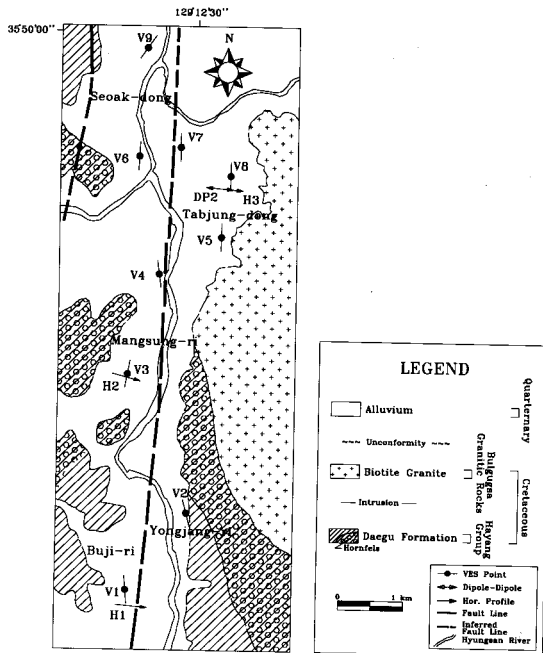 129°12'30"
35°50'00"
V9
N
Seoak-dong
V7
V6
V8
DP2
H3
Tabjung-dong
V5
V4
Mangsung-ri
V3
H2
V2
Yongjang-ri
Buji-ri
V1
H1
LEGEND
Alluvium
Quarternary
Unconformity
Biotite Granite
Bulgugsa
Granitic
Rocks
Intrusion
Cretaceous
Daegu Formation
Hayang
Group
Hornfels
VES Point
Dipole-Dipole
Hor. Profile
Fault Line
Inferred
Fault Line
Hyungsan River
0 1 km